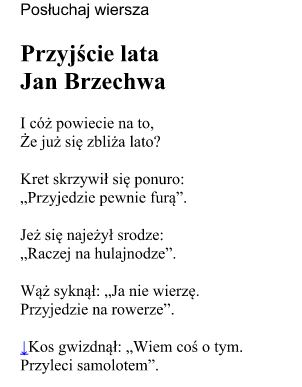 Posłuchaj wiersza
Przyjście lata
Jan Brzechwa
I cóż powiecie na to,
Że już się zbliża lato?
Kret skrzywił się ponuro:
„Przyjedzie pewnie furą”.
Jeż się najeżył srodze:
„Raczej na hulajnodze”.
Wąż syknął: „Ja nie wierzę.
Przyjedzie na rowerze”.
↓Kos gwizdnął: „Wiem coś o tym.
Przyleci samolotem”.